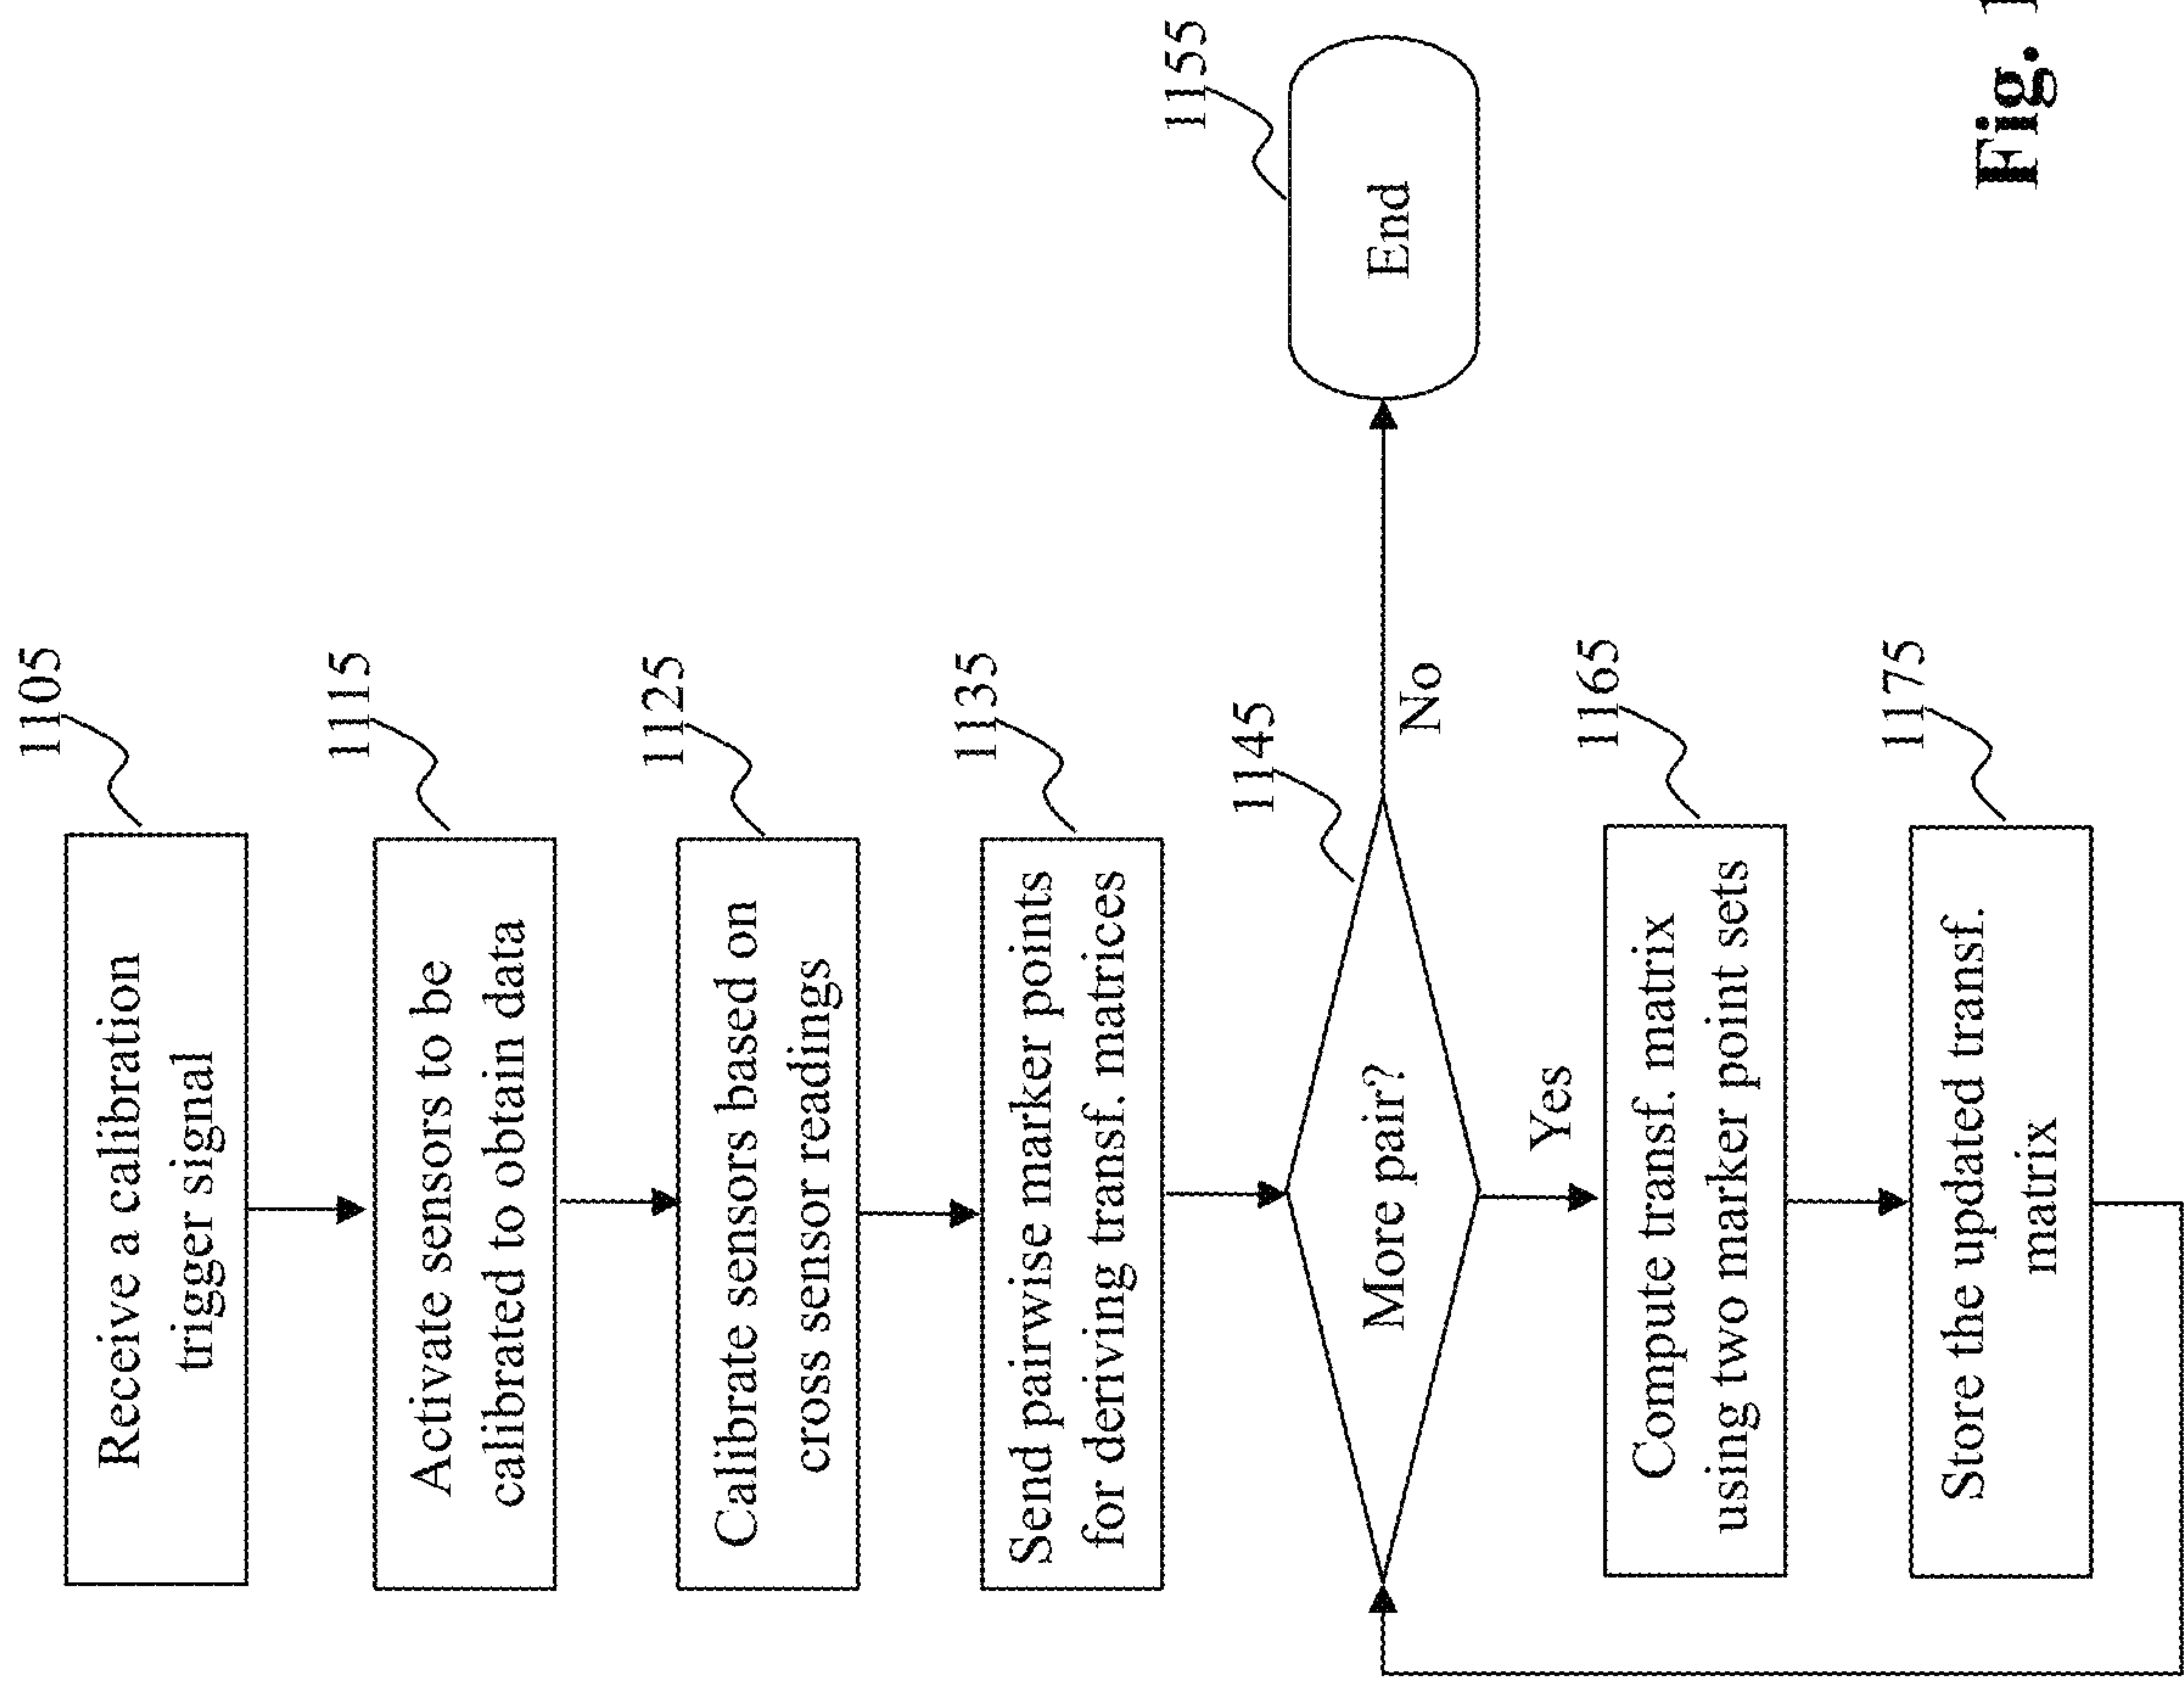 1105
Receive a calibration
trigger signal
1115
Activate sensors to be
calibrated to obtain data
1125
Calibrate sensors based on
cross sensor readings
1135
Send pairwise marker points
for deriving transf. matrices
1145
More pair?
No
1155
End
Yes
1165
Compute transf. matrix
using two marker point sets
1175
Store the updated transf.
matrix
Fig.